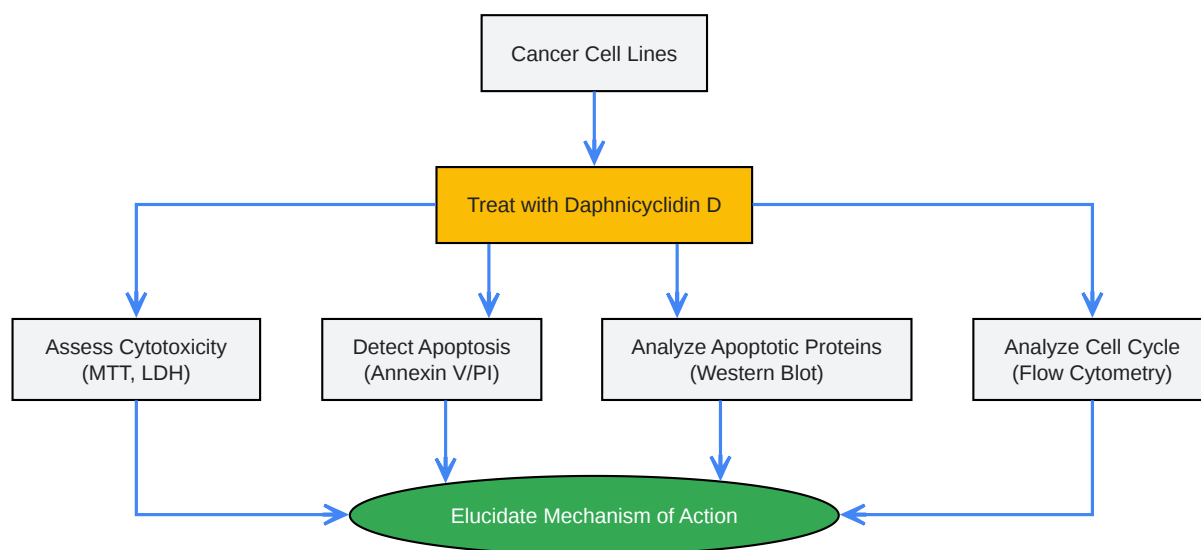 Cancer Cell Lines
Treat with Daphnicyclidin D
Assess Cytotoxicity
(MTT, LDH)
Detect Apoptosis
(Annexin V/PI)
Analyze Apoptotic Proteins
(Western Blot)
Analyze Cell Cycle
(Flow Cytometry)
Elucidate Mechanism of Action